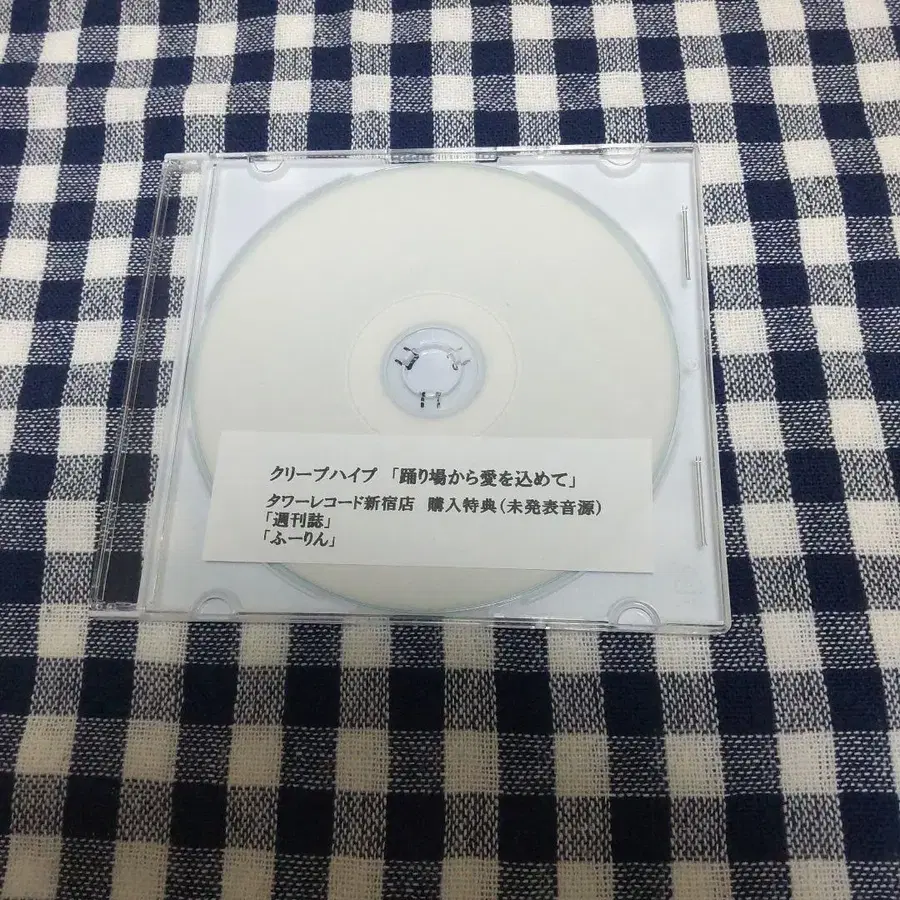 クリープハイプ 「踊り場から愛を込めて」
タワーレコード新宿店 購入特典（未発表音源）
「週刊誌」
「ふーりん」